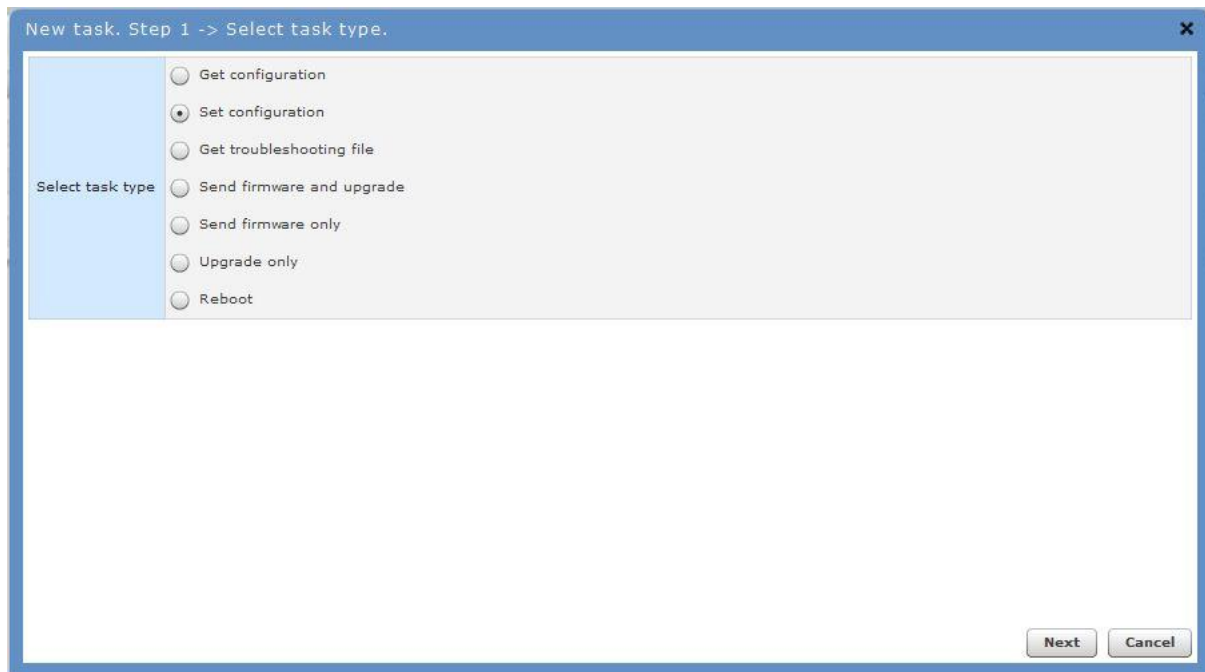 New task. Step 1 -> Select task type.
Get configuration
Set configuration
Get troubleshooting file
Select task type
Send firmware and upgrade
Send firmware only
Upgrade only
Reboot
Next
Cancel